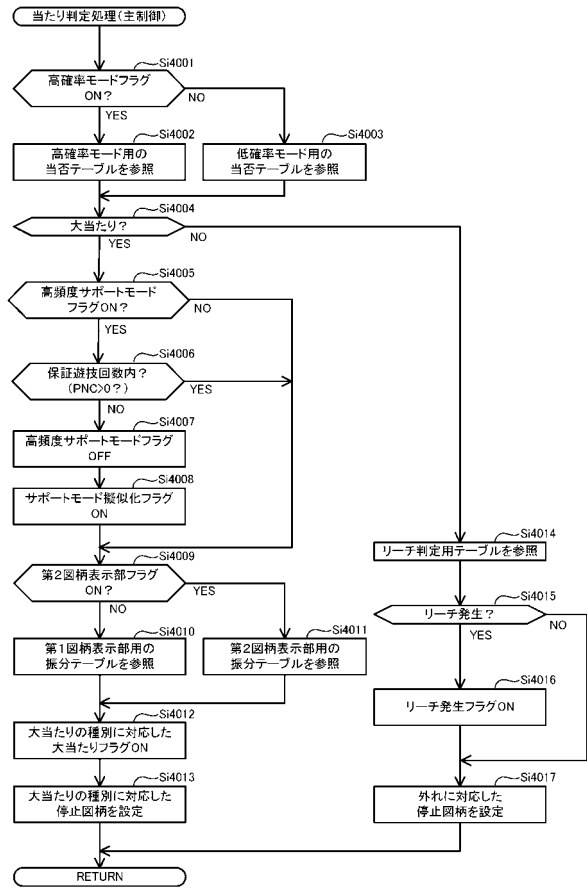 当たり判定処理(主制御)
Si4001
高確率モードフラグ
ON?
NO
YES
Si4002
高確率モード用の
当否テーブルを参照
Si4003
低確率モード用の
当否テーブルを参照
Si4004
大当たり?
NO
YES
Si4005
高頻度サポートモード
フラグON?
NO
YES
Si4006
保証遊技回数内?
(PNC>0?)
YES
NO
Si4007
高頻度サポートモードフラグ
OFF
Si4008
サポートモード擬似化フラグ
ON
Si4009
第2図柄表示部フラグ
ON?
YES
NO
Si4010
第1図柄表示部用の
振分テーブルを参照
Si4011
第2図柄表示部用の
振分テーブルを参照
Si4012
大当たりの種別に対応した
大当たりフラグON
Si4013
大当たりの種別に対応した
停止図柄を設定
Si4014
リーチ判定用テーブルを参照
Si4015
リーチ発生?
NO
YES
Si4016
リーチ発生フラグON
Si4017
外れに対応した
停止図柄を設定
RETURN